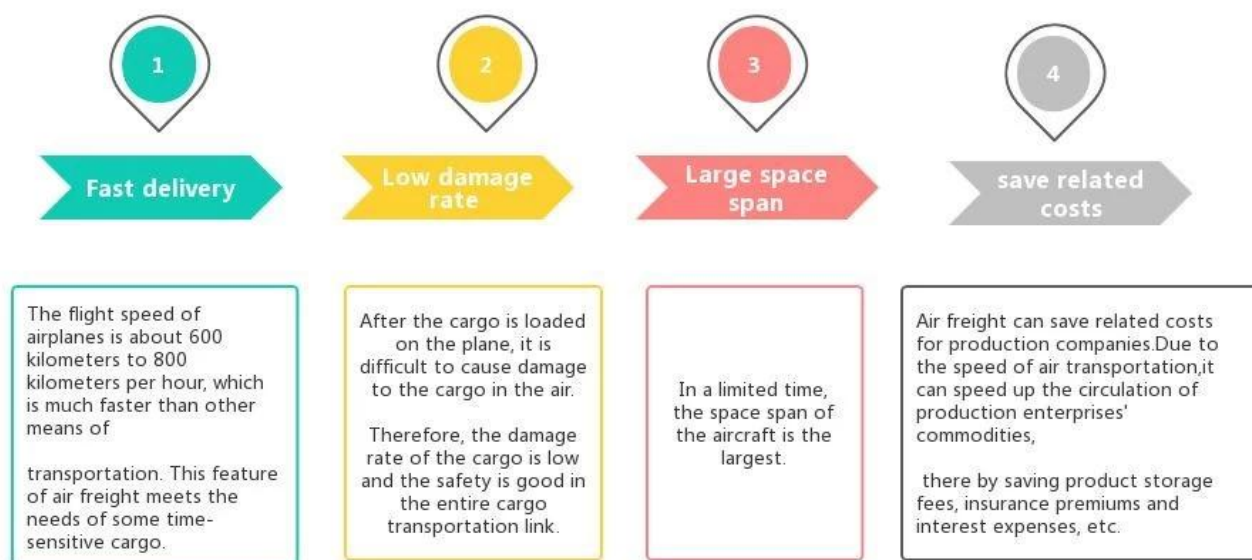 1
2
3
4
Fast delivery
Low damage
rate
Large space
span
save related
costs
The flight speed of
airplanes is about 600
kilometers to 800
kilometers per hour, which
is much faster than other
means of
transportation. This feature
of air freight meets the
needs of some time-
sensitive cargo.
After the cargo is loaded
on the plane, it is
difficult to cause damage
to the cargo in the air.
Therefore, the damage
rate of the cargo is low
and the safety is good in
the entire cargo
transportation link.
In a limited time,
the space span of
the aircraft is the
largest.
Air freight can save related costs
for production companies.Due to
the speed of air transportation,it
can speed up the circulation of
production enterprises'
commodities,
there by saving product storage
fees, insurance premiums and
interest expenses, etc.